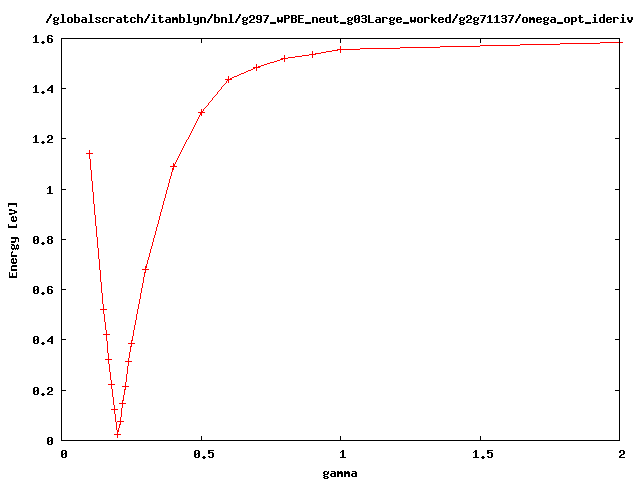 /globalscratch/itamblyn/bnl/g297_wPBE_neut_g03Large_worked/g2g71137/omega_opt_ideriv
1.6
1.4
1.2
1
0.8
0.6
0.4
0.2
0
Energy [eV]
0 0.5 1 1.5 2
gamma